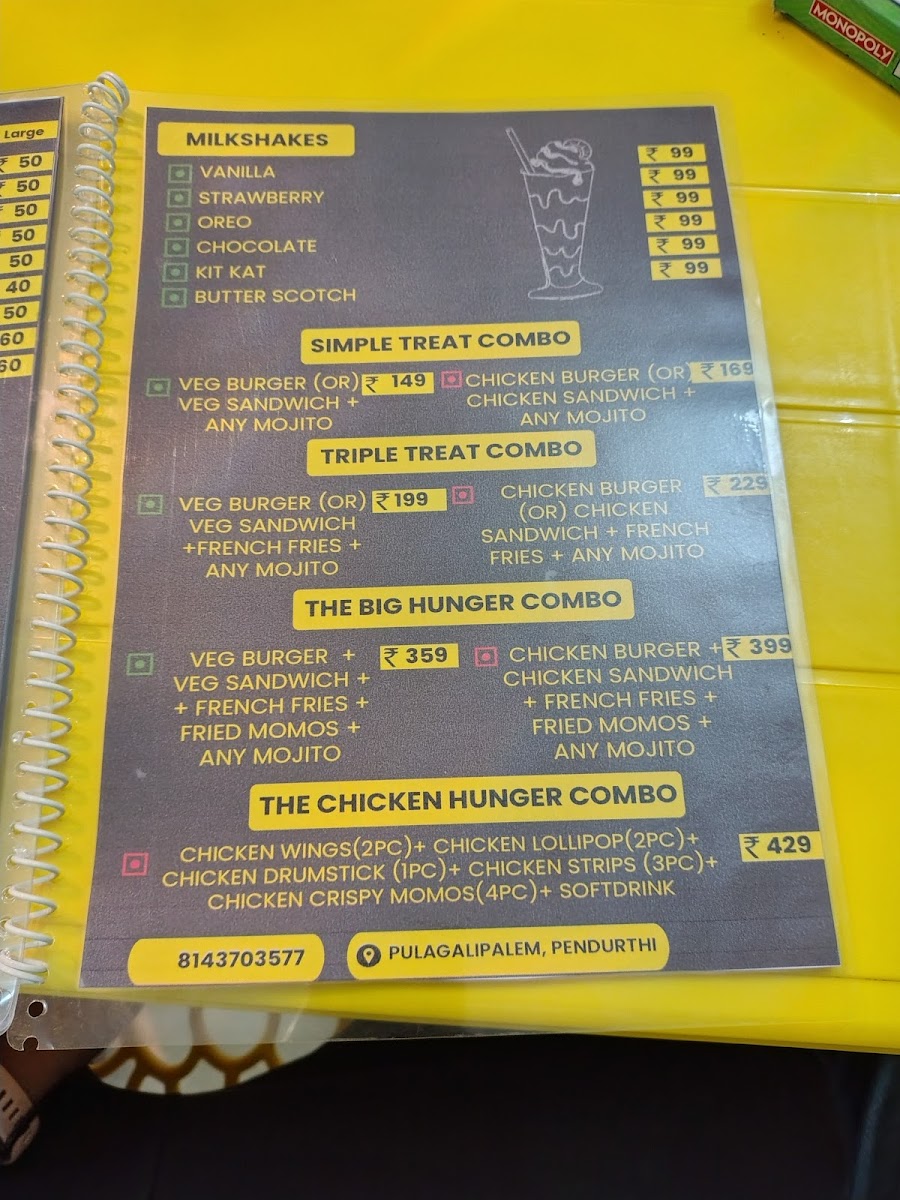 MONOPOLY
Large
₹ 50
₹ 50
₹ 50
50
50
40
50
60
60
MILKSHAKES
VANILLA ₹ 99
STRAWBERRY ₹ 99
OREO ₹ 99
CHOCOLATE ₹ 99
KIT KAT ₹ 99
BUTTER SCOTCH ₹ 99
SIMPLE TREAT COMBO
VEG BURGER (OR) ₹ 149
VEG SANDWICH +
ANY MOJITO
CHICKEN BURGER (OR) ₹ 169
CHICKEN SANDWICH +
ANY MOJITO
TRIPLE TREAT COMBO
VEG BURGER (OR) ₹ 199
VEG SANDWICH
+FRENCH FRIES +
ANY MOJITO
CHICKEN BURGER ₹ 229
(OR) CHICKEN
SANDWICH + FRENCH
FRIES + ANY MOJITO
THE BIG HUNGER COMBO
VEG BURGER + ₹ 359
VEG SANDWICH +
+ FRENCH FRIES +
FRIED MOMOS +
ANY MOJITO
CHICKEN BURGER + ₹ 399
CHICKEN SANDWICH
+ FRENCH FRIES +
FRIED MOMOS +
ANY MOJITO
THE CHICKEN HUNGER COMBO
CHICKEN WINGS(2PC)+ CHICKEN LOLLIPOP(2PC)+ ₹ 429
CHICKEN DRUMSTICK (1PC)+ CHICKEN STRIPS (3PC)+
CHICKEN CRISPY MOMOS(4PC)+ SOFTDRINK
8143703577
PULAGALIPALEM, PENDURTHI